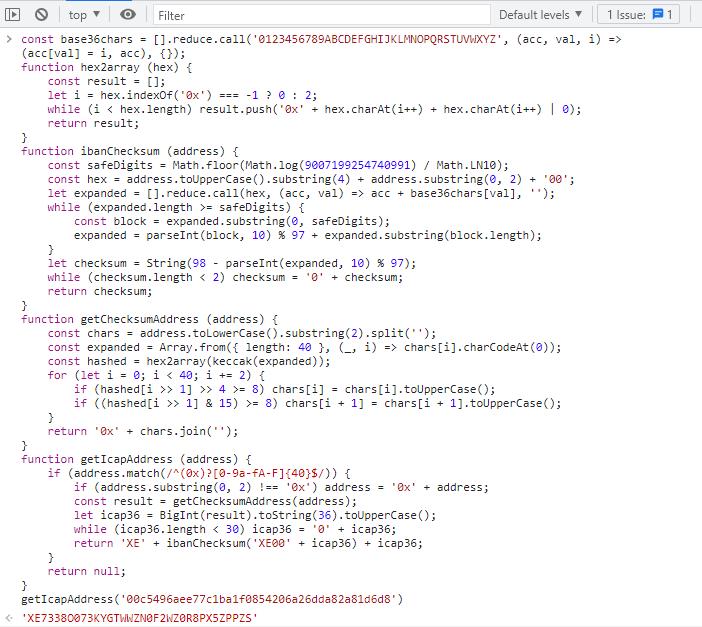 top ▼ Filter Default levels ▼ 1 Issue: 1
> const base36chars = [].reduce.call('0123456789ABCDEFGHIJKLMNOPQRSTUVWXYZ', (acc, val, i) =>
(acc[val] = i, acc), {});
function hex2array (hex) {
    const result = [];
    let i = hex.indexOf('0x') === -1 ? 0 : 2;
    while (i < hex.length) result.push('0x' + hex.charAt(i++) + hex.charAt(i++) | 0);
    return result;
}
function ibanChecksum (address) {
    const safeDigits = Math.floor(Math.log(9007199254740991) / Math.LN10);
    const hex = address.toUpperCase().substring(4) + address.substring(0, 2) + '00';
    let expanded = [].reduce.call(hex, (acc, val) => acc + base36chars[val], '');
    while (expanded.length >= safeDigits) {
        const block = expanded.substring(0, safeDigits);
        expanded = parseInt(block, 10) % 97 + expanded.substring(block.length);
    }
    let checksum = String(98 - parseInt(expanded, 10) % 97);
    while (checksum.length < 2) checksum = '0' + checksum;
    return checksum;
}
function getChecksumAddress (address) {
    const chars = address.toLowerCase().substring(2).split('');
    const expanded = Array.from({ length: 40 }, (_, i) => chars[i].charCodeAt(0));
    const hashed = hex2array(keccak(expanded));
    for (let i = 0; i < 40; i += 2) {
        if (hashed[i >> 1] >> 4 >= 8) chars[i] = chars[i].toUpperCase();
        if ((hashed[i >> 1] & 15) >= 8) chars[i + 1] = chars[i + 1].toUpperCase();
    }
    return '0x' + chars.join('');
}
function getIcapAddress (address) {
    if (address.match(/^(0x)?[0-9a-fA-F]{40}$/)) {
        if (address.substring(0, 2) !== '0x') address = '0x' + address;
        const result = getChecksumAddress(address);
        let icap36 = BigInt(result).toString(36).toUpperCase();
        while (icap36.length < 30) icap36 = '0' + icap36;
        return 'XE' + ibanChecksum('XE00' + icap36) + icap36;
    }
    return null;
}
getIcapAddress('00c5496aee77c1ba1f0854206a26dda82a81d6d8')
'XE7338O073KYGTWWZN0F2WZ0R8PX5ZPPZS'